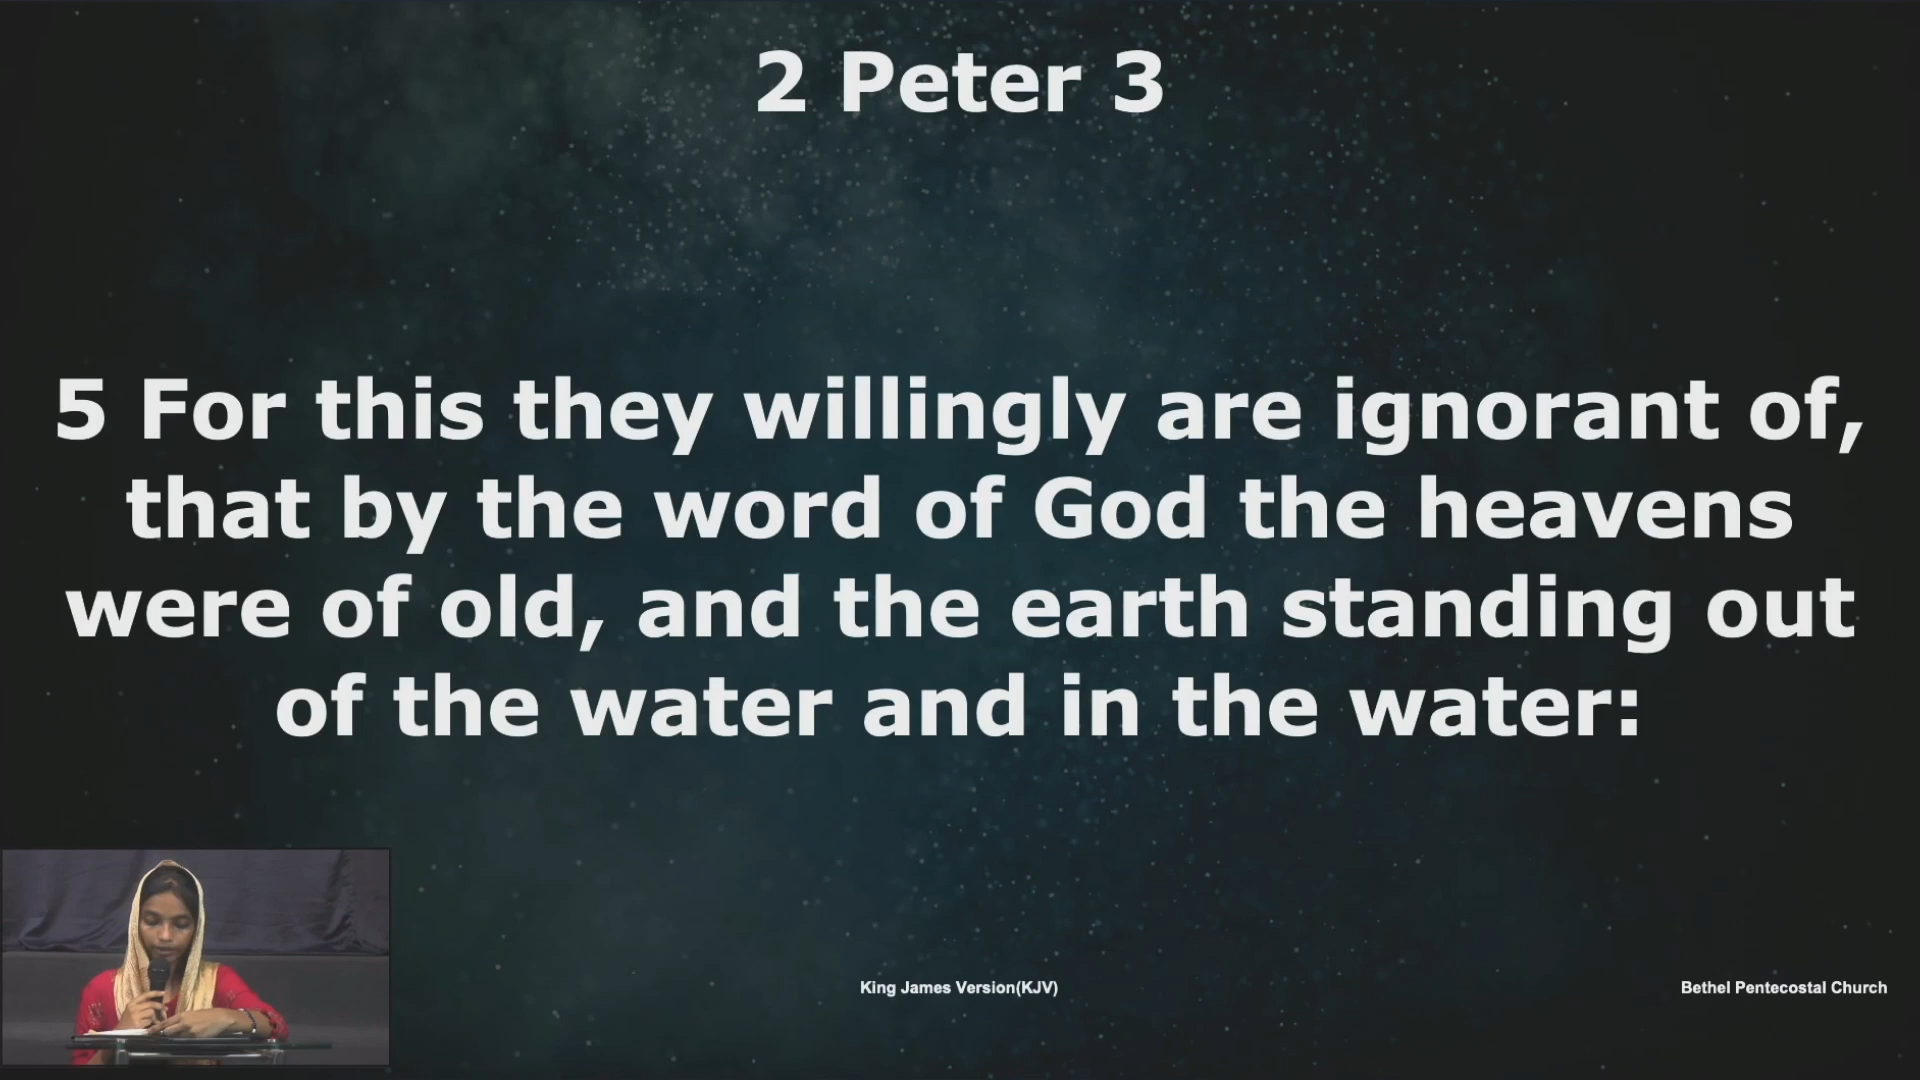 2 Peter 3
5 For this they willingly are ignorant of,
that by the word of God the heavens
were of old, and the earth standing out
of the water and in the water:
King James Version(KJV)
Bethel Pentecostal Church